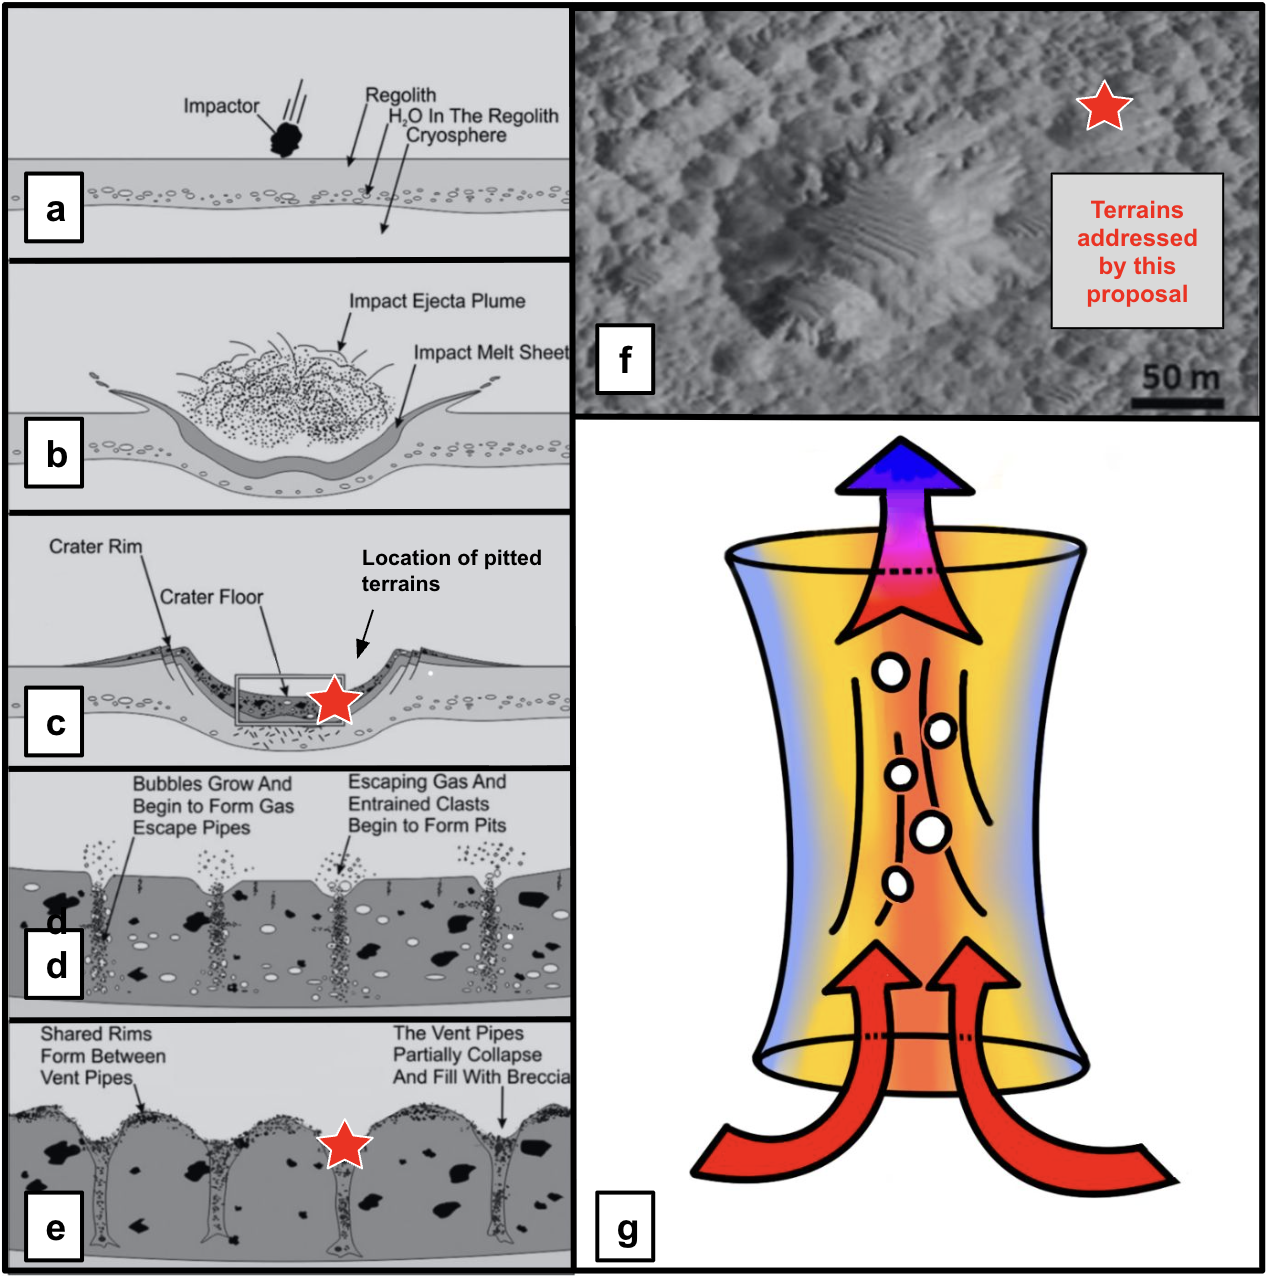 Impactor
Regolith
H₂O In The Regolith
Cryosphere
a
Impact Ejecta Plume
Impact Melt Sheet
b
Crater Rim
Crater Floor
Location of pitted
terrains
c
Bubbles Grow And
Begin to Form Gas
Escape Pipes
Escaping Gas And
Entrained Clasts
Begin to Form Pits
d
d
Shared Rims
Form Between
Vent Pipes
The Vent Pipes
Partially Collapse
And Fill With Breccia
e
Terrains
addressed
by this
proposal
f
50 m
g